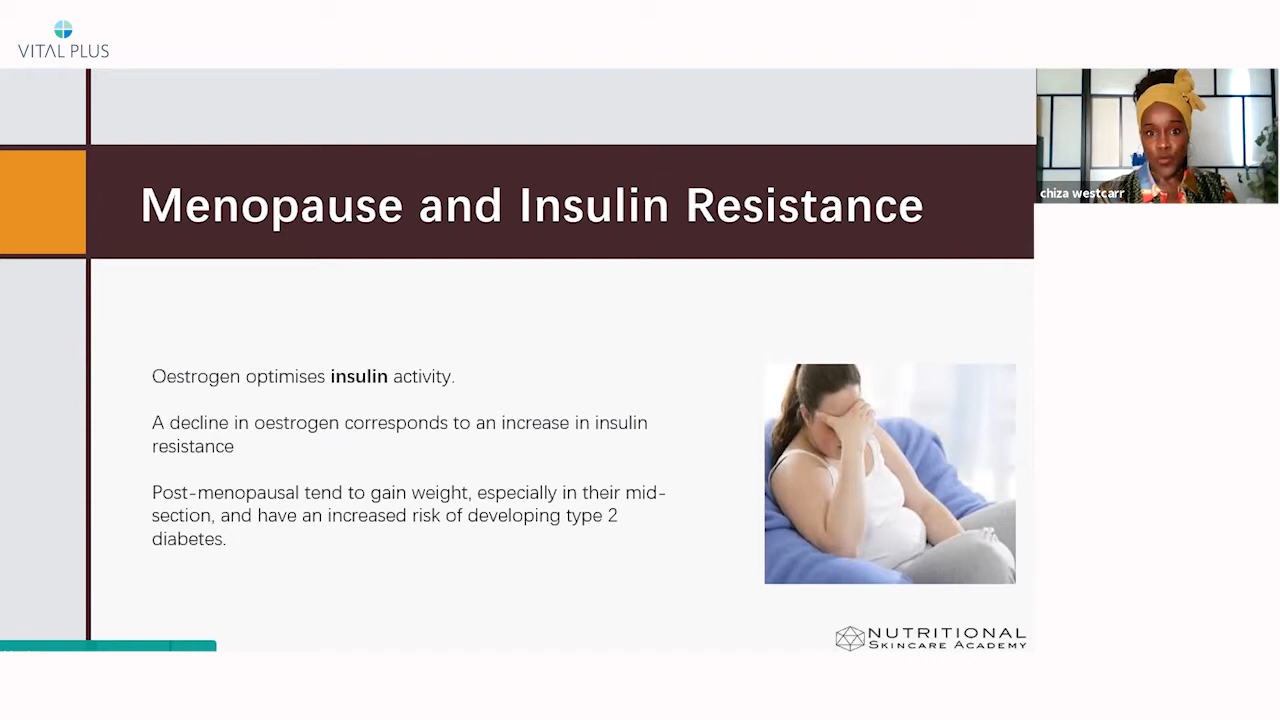 VITAL PLUS
Menopause and Insulin Resistance
chiza westcarr
Oestrogen optimises insulin activity.
A decline in oestrogen corresponds to an increase in insulin
resistance
Post-menopausal tend to gain weight, especially in their mid-
section, and have an increased risk of developing type 2
diabetes.
NUTRITIONAL
SKINCARE ACADEMY